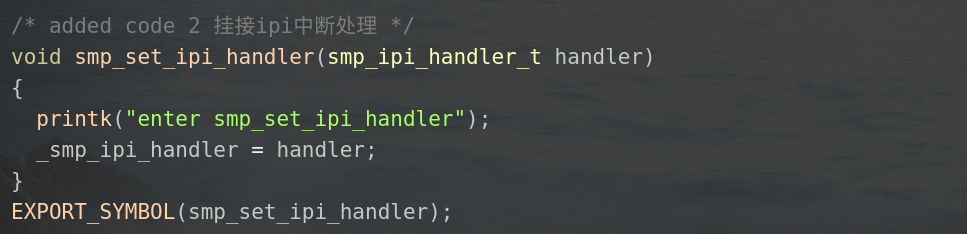 /* added code 2 挂接ipi中断处理 */
void smp_set_ipi_handler(smp_ipi_handler_t handler)
{
  printk("enter smp_set_ipi_handler");
  _smp_ipi_handler = handler;
}
EXPORT_SYMBOL(smp_set_ipi_handler);